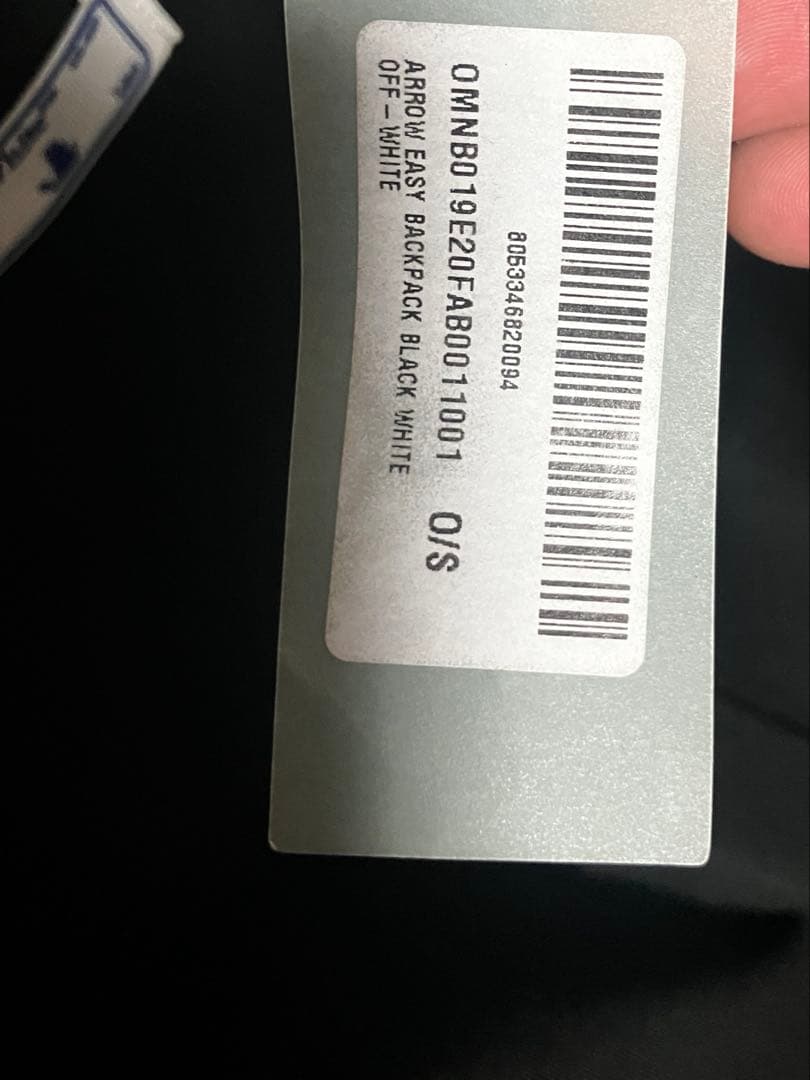 8053346820094
OMNB019E20FAB0011001 O/S
ARROW EASY BACKPACK BLACK WHITE
OFF-WHITE